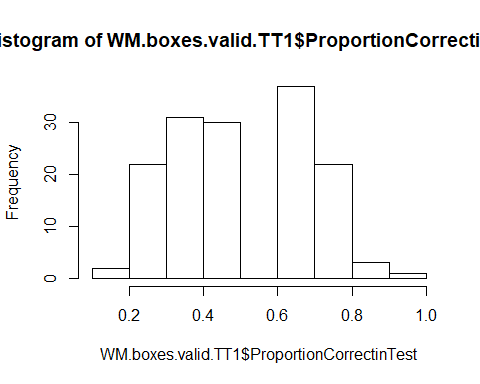 istogram of WM.boxes.valid.TT1$ProportionCorrecti
Frequency
30
20
10
0
0.2 0.4 0.6 0.8 1.0
WM.boxes.valid.TT1$ProportionCorrectinTest